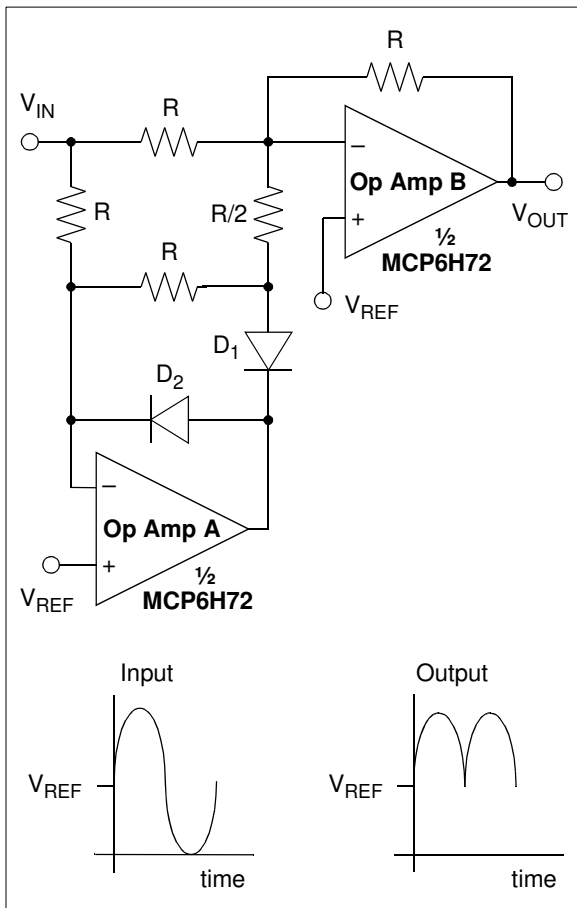 R
V_IN
R
R
R/2
Op Amp B
V_OUT
½
MCP6H72
R
V_REF
D_1
D_2
Op Amp A
V_REF
½
MCP6H72
Input
Output
V_REF
V_REF
time
time